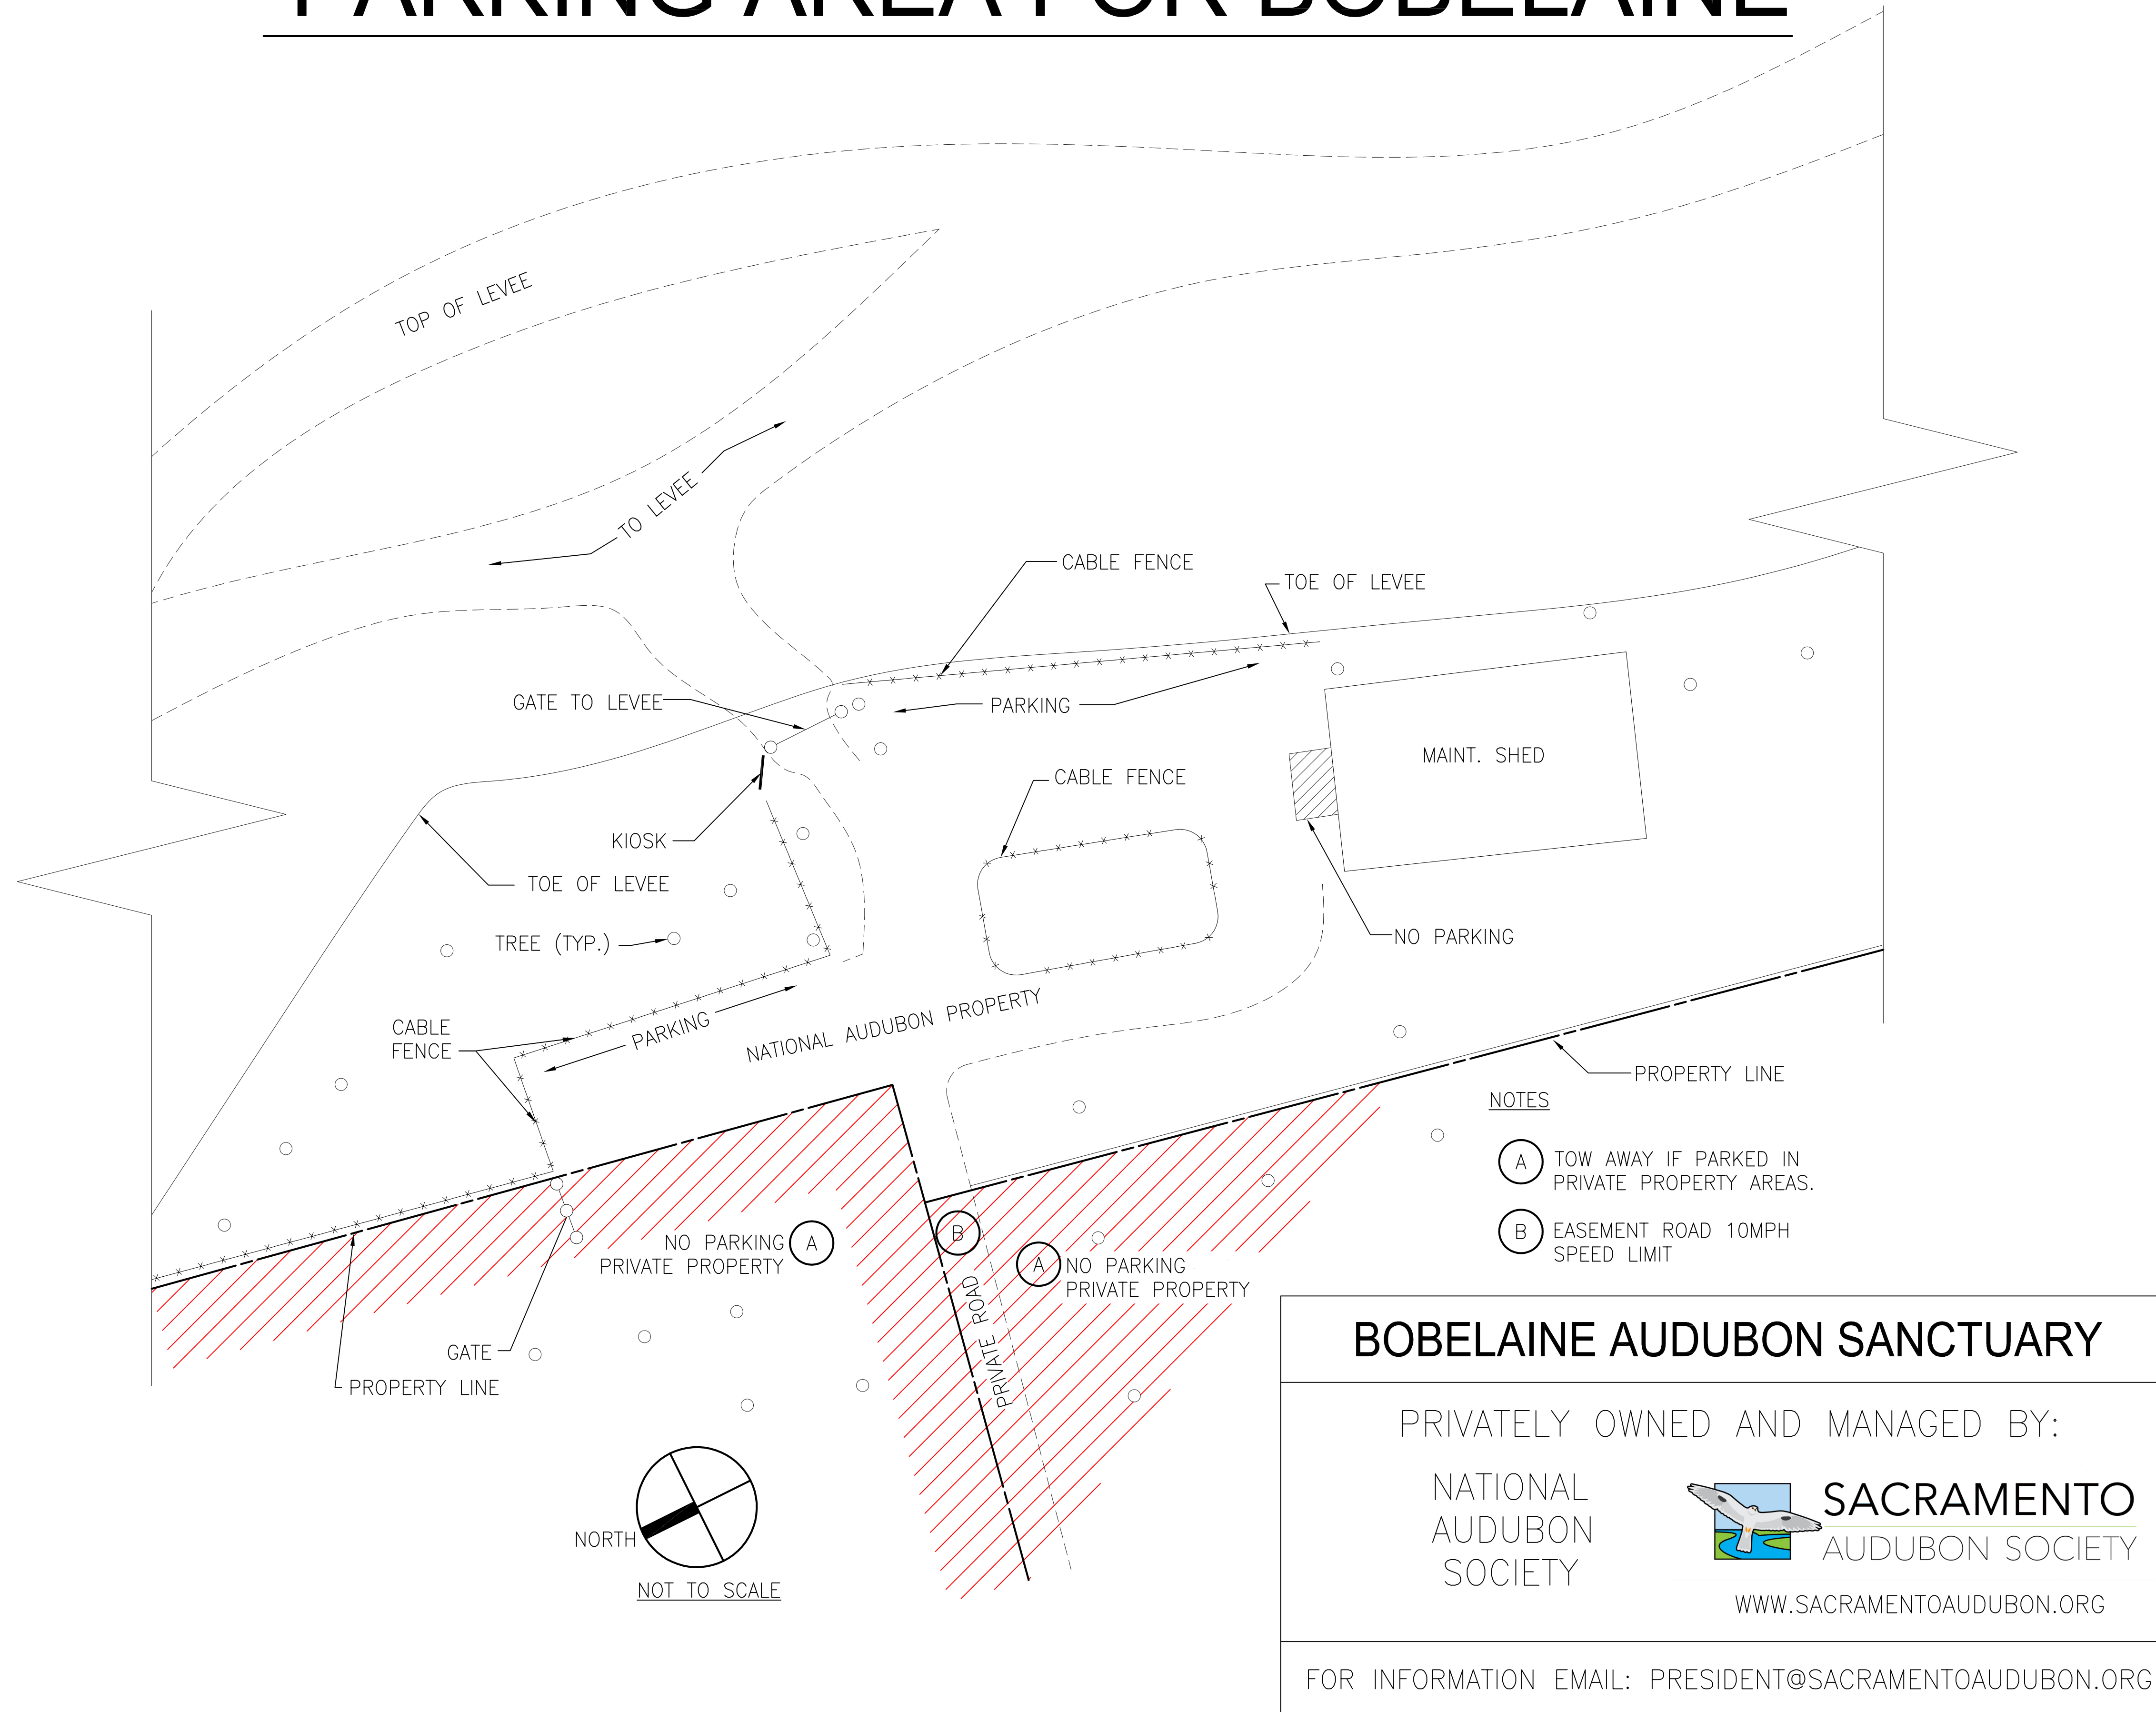 PARKING AREA FOR BOBELAINE
TOP OF LEVEE
TO LEVEE
CABLE FENCE
TOE OF LEVEE
GATE TO LEVEE
PARKING
MAINT. SHED
CABLE FENCE
KIOSK
TOE OF LEVEE
TREE (TYP.)
NO PARKING
CABLE
FENCE
PARKING
NATIONAL AUDUBON PROPERTY
PROPERTY LINE
NOTES
A TOW AWAY IF PARKED IN
PRIVATE PROPERTY AREAS.
B EASEMENT ROAD 10MPH
SPEED LIMIT
NO PARKING
PRIVATE PROPERTY
A
B
A
NO PARKING
PRIVATE PROPERTY
PRIVATE ROAD
GATE
PROPERTY LINE
NORTH
NOT TO SCALE
BOBELAINE AUDUBON SANCTUARY
PRIVATELY OWNED AND MANAGED BY:
NATIONAL
AUDUBON
SOCIETY
SACRAMENTO
AUDUBON SOCIETY
WWW.SACRAMENTOAUDUBON.ORG
FOR INFORMATION EMAIL: PRESIDENT@SACRAMENTOAUDUBON.ORG